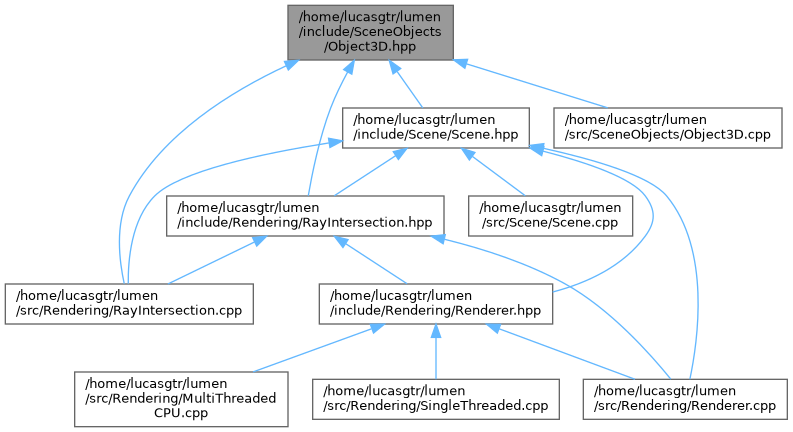 /home/lucasgtr/lumen
/include/SceneObjects
/Object3D.hpp
/home/lucasgtr/lumen
/include/Scene/Scene.hpp
/home/lucasgtr/lumen
/src/SceneObjects/Object3D.cpp
/home/lucasgtr/lumen
/include/Rendering/RayIntersection.hpp
/home/lucasgtr/lumen
/src/Scene/Scene.cpp
/home/lucasgtr/lumen
/src/Rendering/RayIntersection.cpp
/home/lucasgtr/lumen
/include/Rendering/Renderer.hpp
/home/lucasgtr/lumen
/src/Rendering/MultiThreaded
CPU.cpp
/home/lucasgtr/lumen
/src/Rendering/SingleThreaded.cpp
/home/lucasgtr/lumen
/src/Rendering/Renderer.cpp